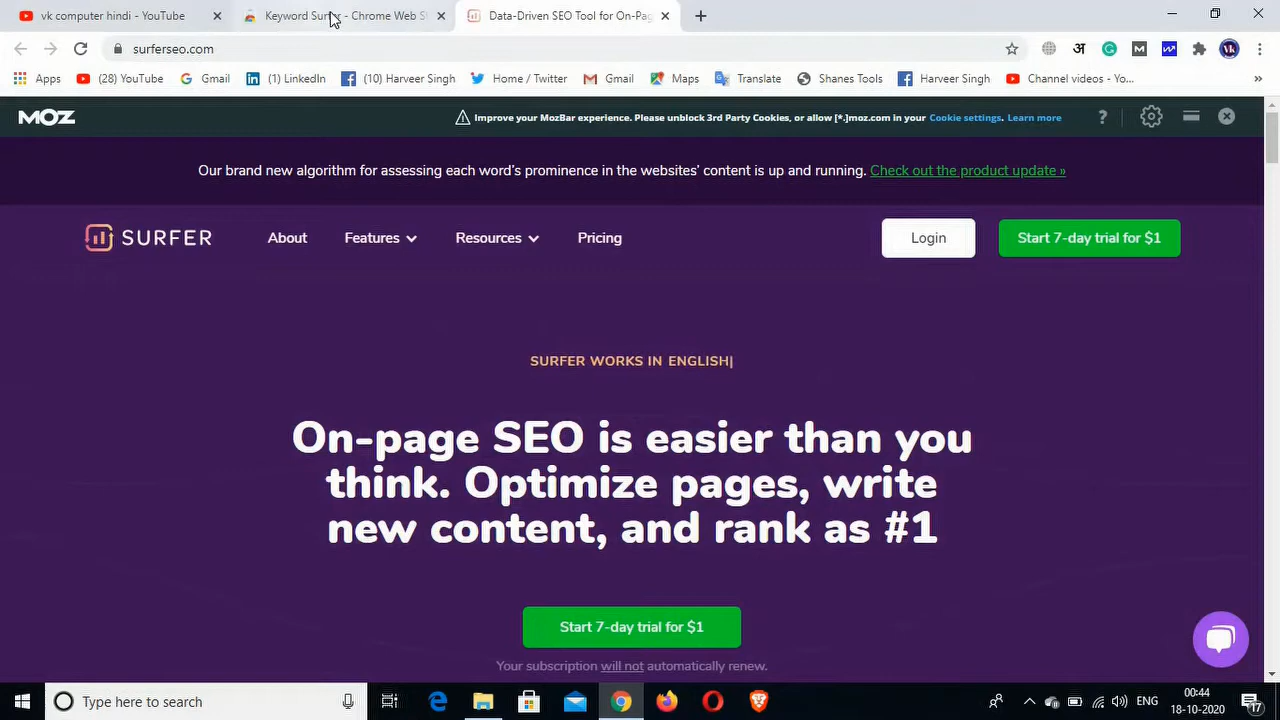 vk computer hindi - YouTube
Keyword Surfer - Chrome Web S
Data-Driven SEO Tool for On-Pag
surferseo.com
Apps
(28) YouTube
Gmail
(1) LinkedIn
(10) Harveer Singh
Home / Twitter
Gmail
Maps
Translate
Shanes Tools
Harveer Singh
Channel videos - Yo...
»
MOZ
Improve your MozBar experience. Please unblock 3rd Party Cookies, or allow [*.]moz.com in your Cookie settings. Learn more
?
Our brand new algorithm for assessing each word's prominence in the websites' content is up and running. Check out the product update »
SURFER
About
Features
Resources
Pricing
Login
Start 7-day trial for $1
SURFER WORKS IN ENGLISH|
On-page SEO is easier than you
think. Optimize pages, write
new content, and rank as #1
Start 7-day trial for $1
Your subscription will not automatically renew.
Type here to search
ENG
00:44
18-10-2020
17